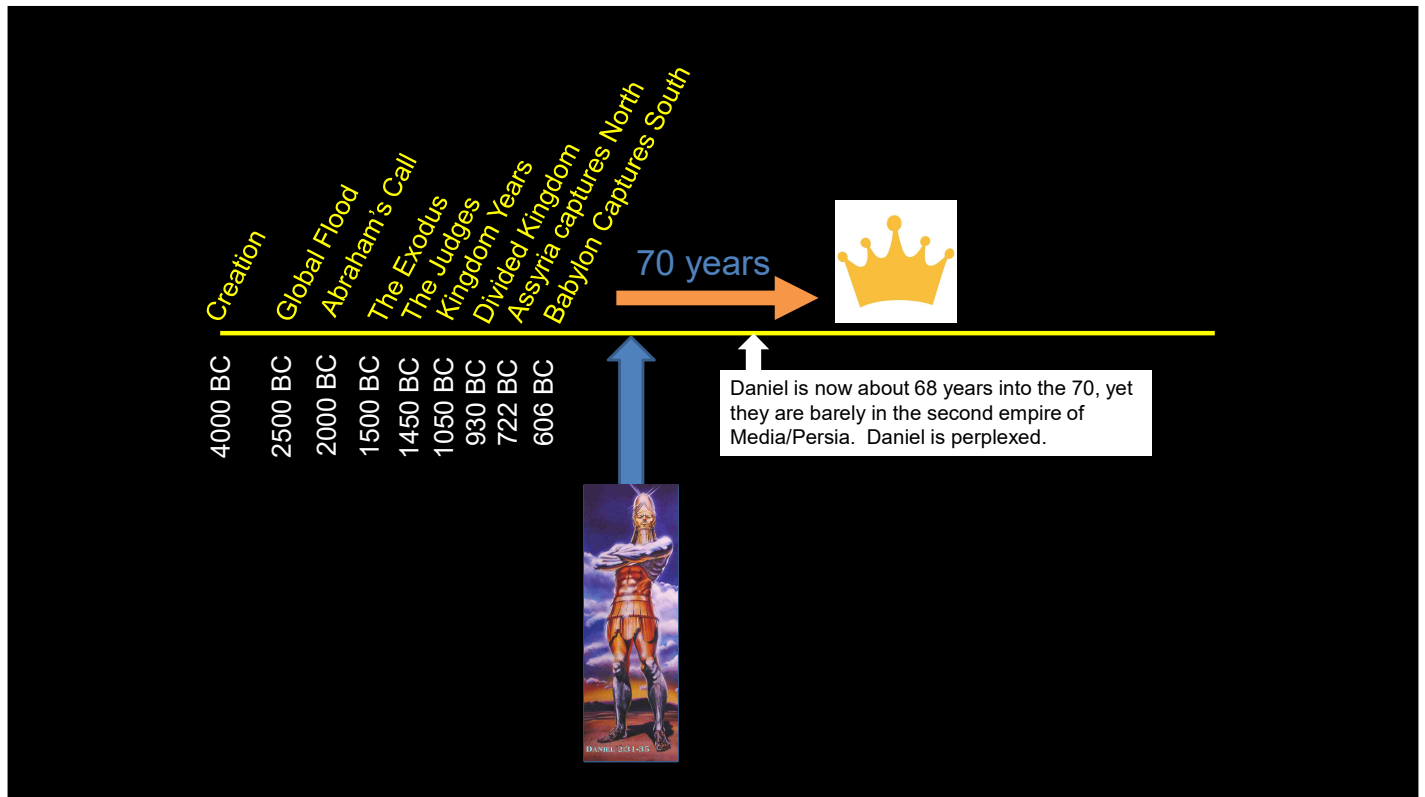 Creation
Global Flood
Abraham’s Call
The Exodus
The Judges
Kingdom Years
Divided Kingdom
Assyria captures North
Babylon Captures South
70 years
4000 BC
2500 BC
2000 BC
1500 BC
1450 BC
1050 BC
930 BC
722 BC
606 BC
Daniel is now about 68 years into the 70, yet
they are barely in the second empire of
Media/Persia.  Daniel is perplexed.
DANIEL 2:31-35